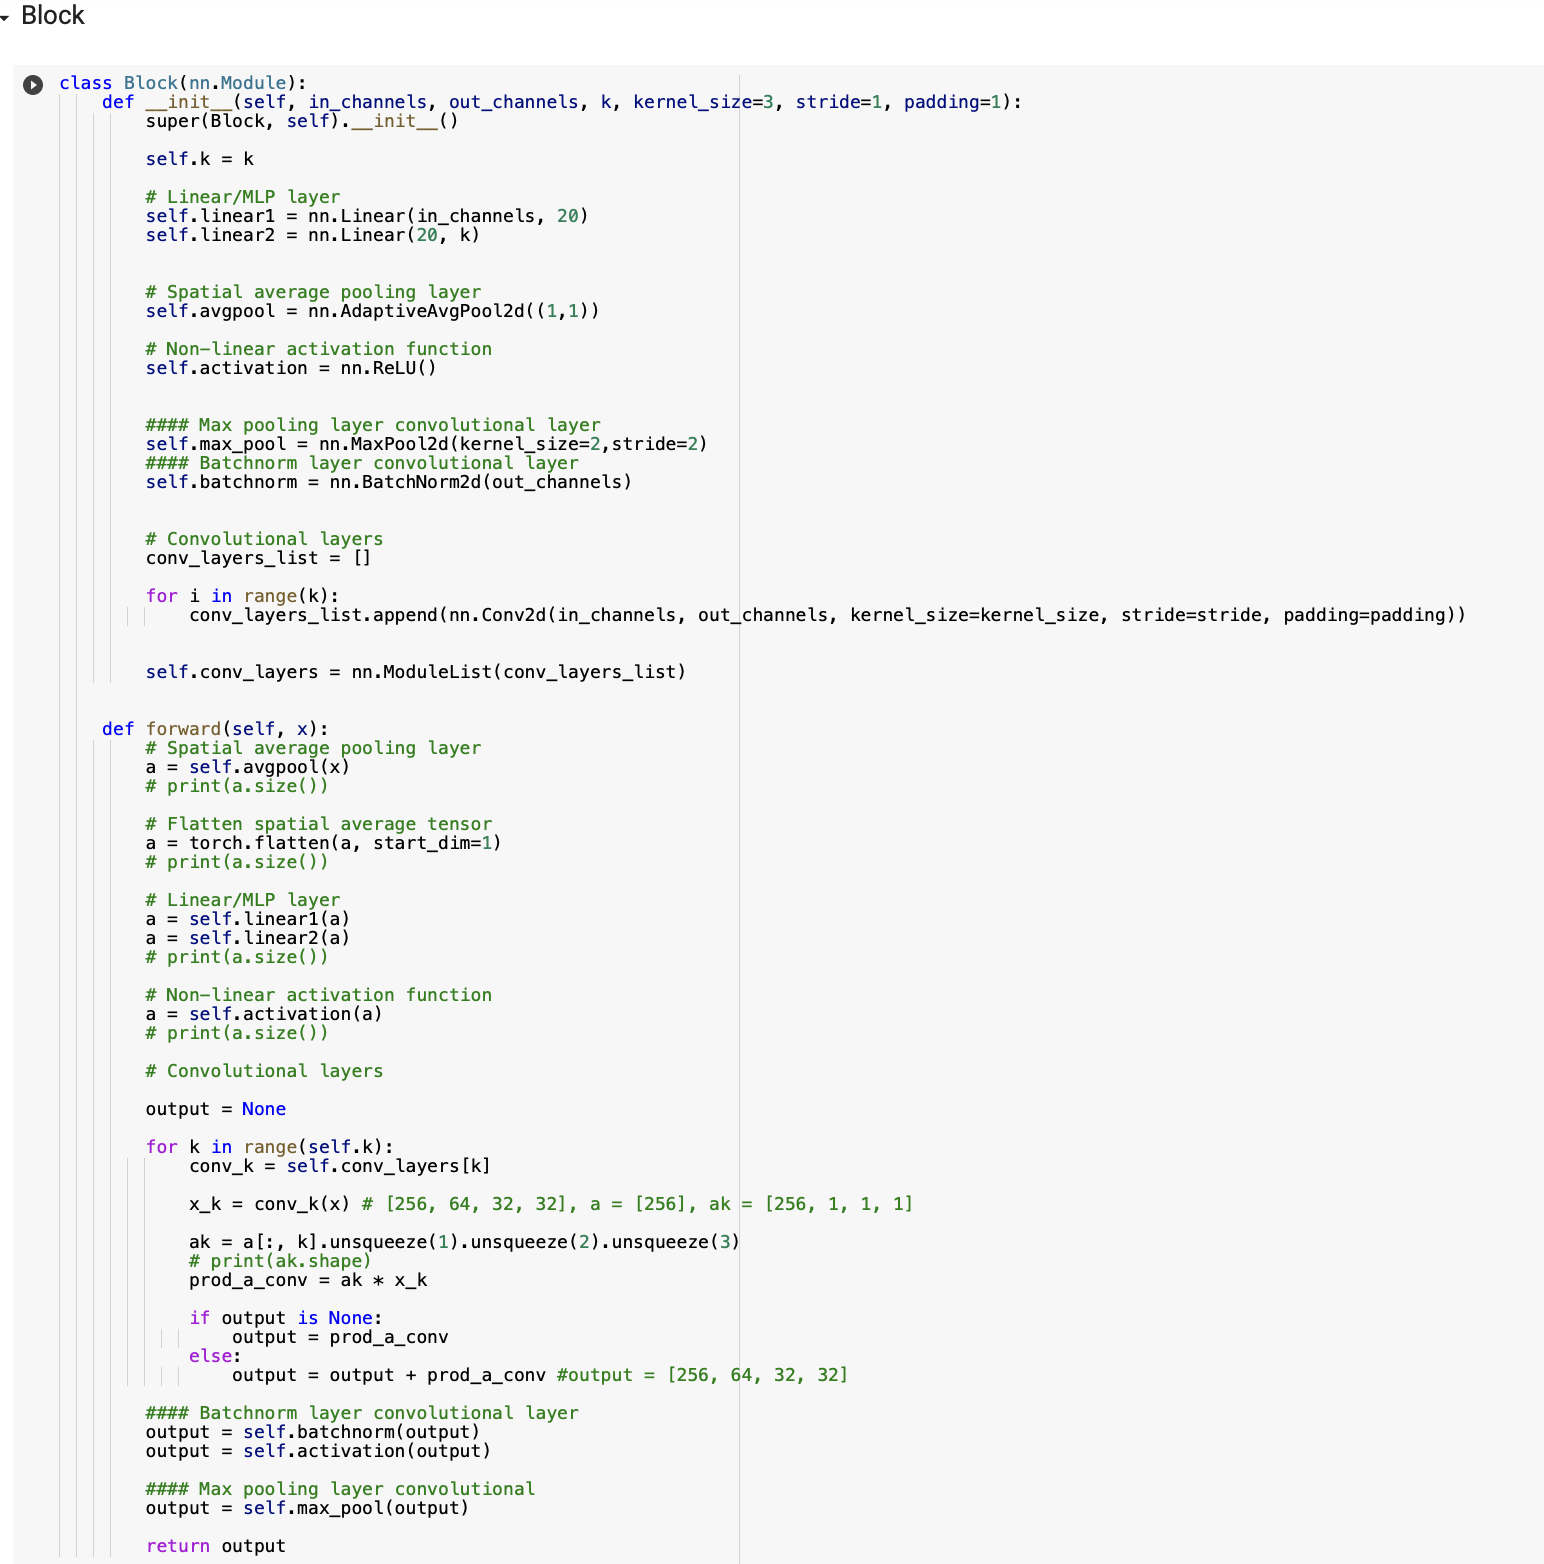 Block
class Block(nn.Module):
    def __init__(self, in_channels, out_channels, k, kernel_size=3, stride=1, padding=1):
        super(Block, self).__init__()

        self.k = k

        # Linear/MLP layer
        self.linear1 = nn.Linear(in_channels, 20)
        self.linear2 = nn.Linear(20, k)


        # Spatial average pooling layer
        self.avgpool = nn.AdaptiveAvgPool2d((1,1))

        # Non-linear activation function
        self.activation = nn.ReLU()


        #### Max pooling layer convolutional layer
        self.max_pool = nn.MaxPool2d(kernel_size=2,stride=2)
        #### Batchnorm layer convolutional layer
        self.batchnorm = nn.BatchNorm2d(out_channels)


        # Convolutional layers
        conv_layers_list = []

        for i in range(k):
            conv_layers_list.append(nn.Conv2d(in_channels, out_channels, kernel_size=kernel_size, stride=stride, padding=padding))


        self.conv_layers = nn.ModuleList(conv_layers_list)


    def forward(self, x):
        # Spatial average pooling layer
        a = self.avgpool(x)
        # print(a.size())

        # Flatten spatial average tensor
        a = torch.flatten(a, start_dim=1)
        # print(a.size())

        # Linear/MLP layer
        a = self.linear1(a)
        a = self.linear2(a)
        # print(a.size())

        # Non-linear activation function
        a = self.activation(a)
        # print(a.size())

        # Convolutional layers

        output = None

        for k in range(self.k):
            conv_k = self.conv_layers[k]

            x_k = conv_k(x) # [256, 64, 32, 32], a = [256], ak = [256, 1, 1, 1]

            ak = a[:, k].unsqueeze(1).unsqueeze(2).unsqueeze(3)
            # print(ak.shape)
            prod_a_conv = ak * x_k

            if output is None:
                output = prod_a_conv
            else:
                output = output + prod_a_conv #output = [256, 64, 32, 32]

        #### Batchnorm layer convolutional layer
        output = self.batchnorm(output)
        output = self.activation(output)

        #### Max pooling layer convolutional
        output = self.max_pool(output)

        return output